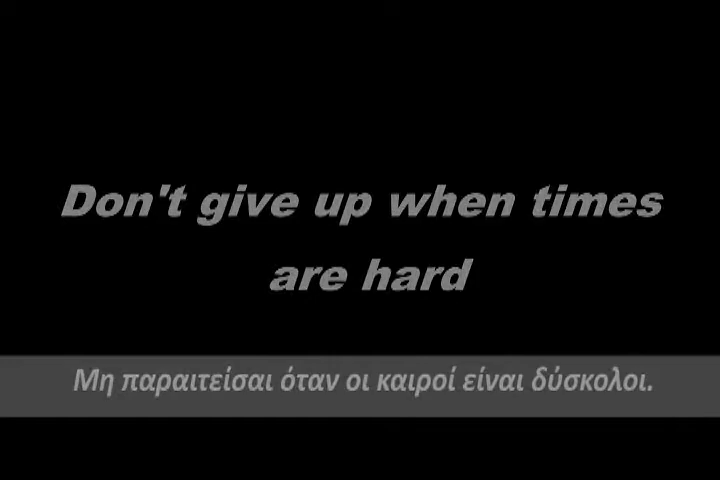 Don't give up when times
are hard
Μη παραιτείσαι όταν οι καιροί είναι δύσκολοι.